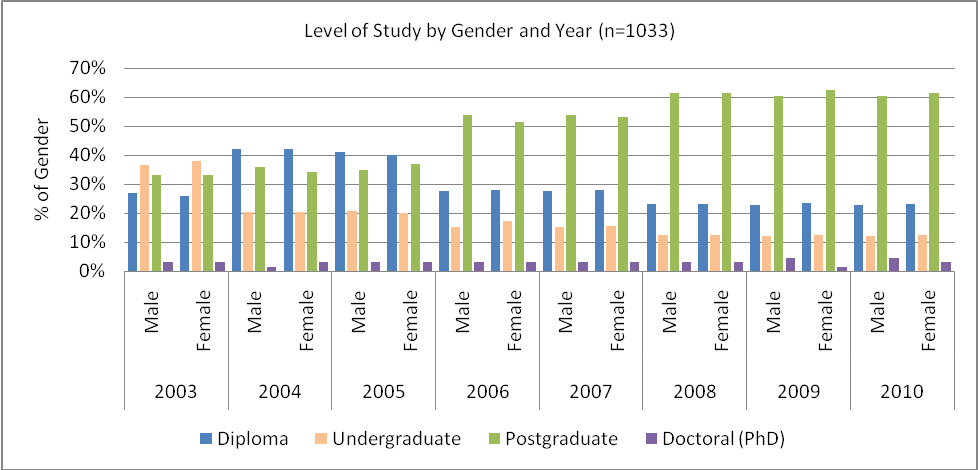 Level of Study by Gender and Year (n=1033)
% of Gender
70%
60%
50%
40%
30%
20%
10%
0%
Male Female Male Female Male Female Male Female Male Female Male Female Male Female Male Female
2003 2004 2005 2006 2007 2008 2009 2010
Diploma Undergraduate Postgraduate Doctoral (PhD)